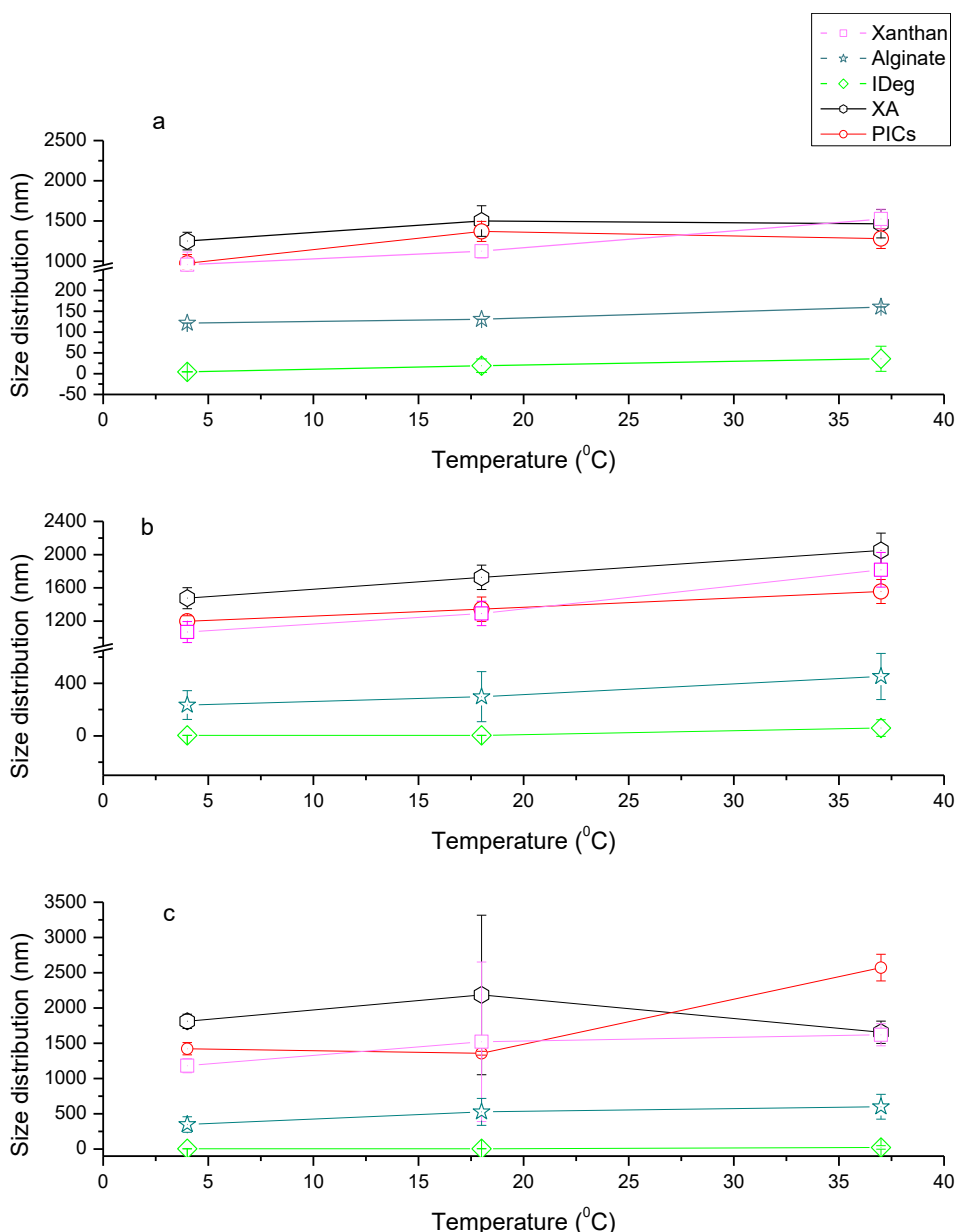 Xanthan
Alginate
IDeg
XA
PICs
a
2500
2000
1500
1000
200
150
100
50
0
-50
Size distribution (nm)
0 5 10 15 20 25 30 35 40
Temperature (⁰C)
b
2400
2000
1600
1200
400
0
Size distribution (nm)
0 5 10 15 20 25 30 35 40
Temperature (⁰C)
c
3500
3000
2500
2000
1500
1000
500
0
Size distribution (nm)
0 5 10 15 20 25 30 35 40
Temperature (⁰C)